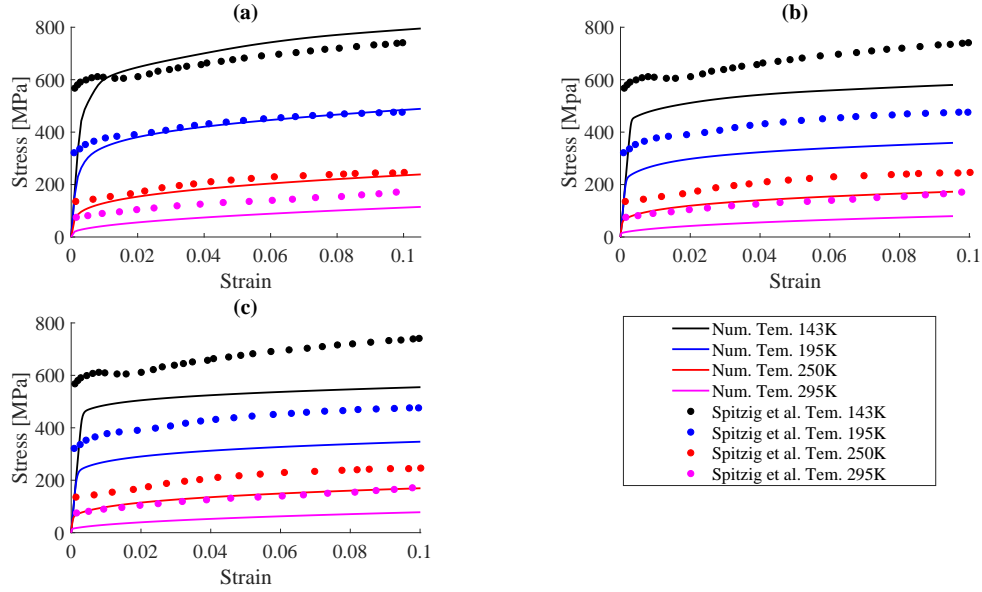 (a)
800
600
400
200
0
Stress [MPa]
0
0.02
0.04
0.06
0.08
0.1
Strain
(b)
800
600
400
200
0
Stress [Mpa]
0
0.02
0.04
0.06
0.08
0.1
Strain
(c)
800
600
400
200
0
Stress [MPa]
0
0.02
0.04
0.06
0.08
0.1
Strain
Num. Tem. 143K
Num. Tem. 195K
Num. Tem. 250K
Num. Tem. 295K
Spitzig et al. Tem. 143K
Spitzig et al. Tem. 195K
Spitzig et al. Tem. 250K
Spitzig et al. Tem. 295K